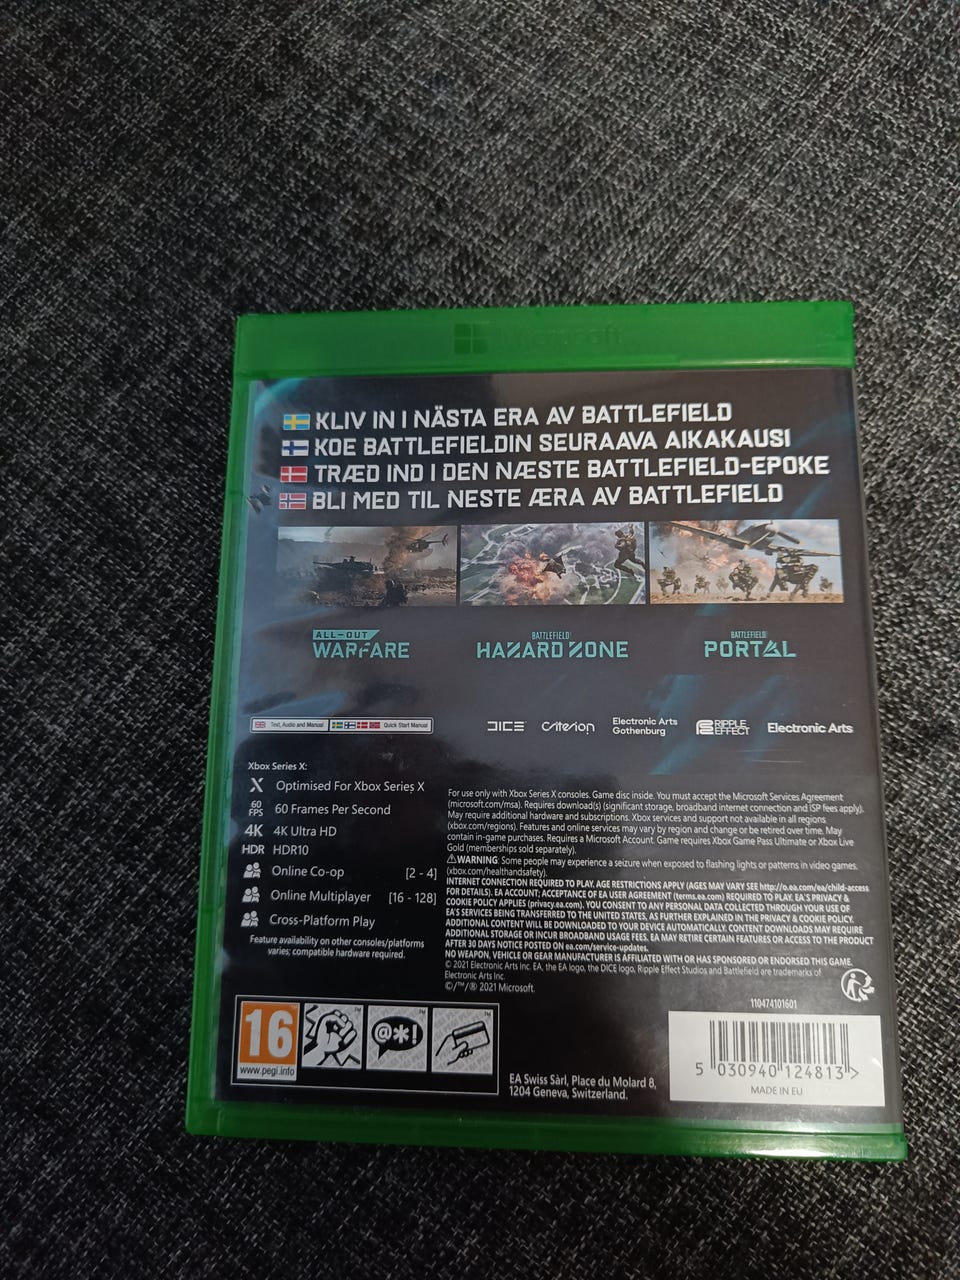 Microsoft
KLIV IN I NÄSTA ERA AV BATTLEFIELD
KOE BATTLEFIELDIN SEURAAVA AIKAKAUSI
TRÆD IND I DEN NÆSTE BATTLEFIELD-EPOKE
BLI MED TIL NESTE ÆRA AV BATTLEFIELD
ALL-OUT
WARFARE
BATTLEFIELD
HAZARD ZONE
BATTLEFIELD
PORTAL
Text, Audio and Manual
Quick Start Manual
DICE
Criterion
Electronic Arts
Gothenburg
RIPPLE
EFFECT
Electronic Arts
Xbox Series X:
X Optimised For Xbox Series X
60 FPS 60 Frames Per Second
4K 4K Ultra HD
HDR HDR10
Online Co-op [2 - 4]
Online Multiplayer [16 - 128]
Cross-Platform Play
Feature availability on other consoles/platforms
varies; compatible hardware required.
For use only with Xbox Series X consoles. Game disc inside. You must accept the Microsoft Services Agreement
(microsoft.com/msa). Requires download(s) (significant storage, broadband internet connection and ISP fees apply).
May require additional hardware and subscriptions. Xbox services and support not available in all regions
(xbox.com/regions). Features and online services may vary by region and change or be retired over time. May
contain in-game purchases. Requires a Microsoft Account. Game requires Xbox Game Pass Ultimate or Xbox Live
Gold (memberships sold separately).
⚠WARNING: Some people may experience a seizure when exposed to flashing lights or patterns in video games.
(xbox.com/healthandsafety).
INTERNET CONNECTION REQUIRED TO PLAY. AGE RESTRICTIONS APPLY (AGES MAY VARY SEE http://o.ea.com/ea/child-access
FOR DETAILS). EA ACCOUNT; ACCEPTANCE OF EA USER AGREEMENT (terms.ea.com) REQUIRED TO PLAY. EA'S PRIVACY &
COOKIE POLICY APPLIES (privacy.ea.com). YOU CONSENT TO ANY PERSONAL DATA COLLECTED THROUGH YOUR USE OF
EA'S SERVICES BEING TRANSFERRED TO THE UNITED STATES, AS FURTHER EXPLAINED IN THE PRIVACY & COOKIE POLICY.
ADDITIONAL CONTENT WILL BE DOWNLOADED TO YOUR DEVICE AUTOMATICALLY. CONTENT DOWNLOADS MAY REQUIRE
ADDITIONAL STORAGE OR INCUR BROADBAND USAGE FEES. EA MAY RETIRE CERTAIN FEATURES OR ACCESS TO THE PRODUCT
AFTER 30 DAYS NOTICE POSTED ON ea.com/service-updates.
NO WEAPON, VEHICLE OR GEAR MANUFACTURER IS AFFILIATED WITH OR HAS SPONSORED OR ENDORSED THIS GAME.
© 2021 Electronic Arts Inc. EA, the EA logo, the DICE logo, Ripple Effect Studios and Battlefield are trademarks of
Electronic Arts Inc.
©/™/® 2021 Microsoft.
110474101601
16
www.pegi.info
@*!
EA Swiss Sàrl, Place du Molard 8,
1204 Geneva, Switzerland.
5 030940 124813 >
MADE IN EU